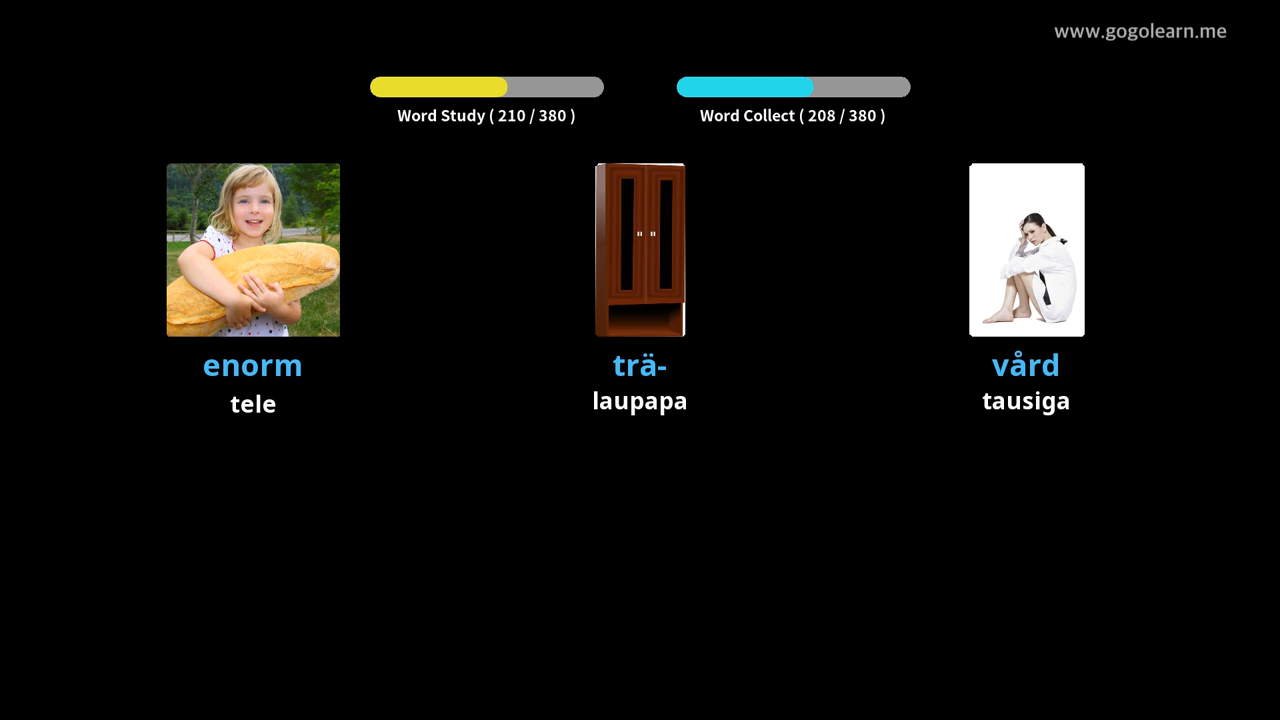 www.gogolearn.me
Word Study ( 210 / 380 )
Word Collect ( 208 / 380 )
enorm
tele
trä-
laupapa
vård
tausiga